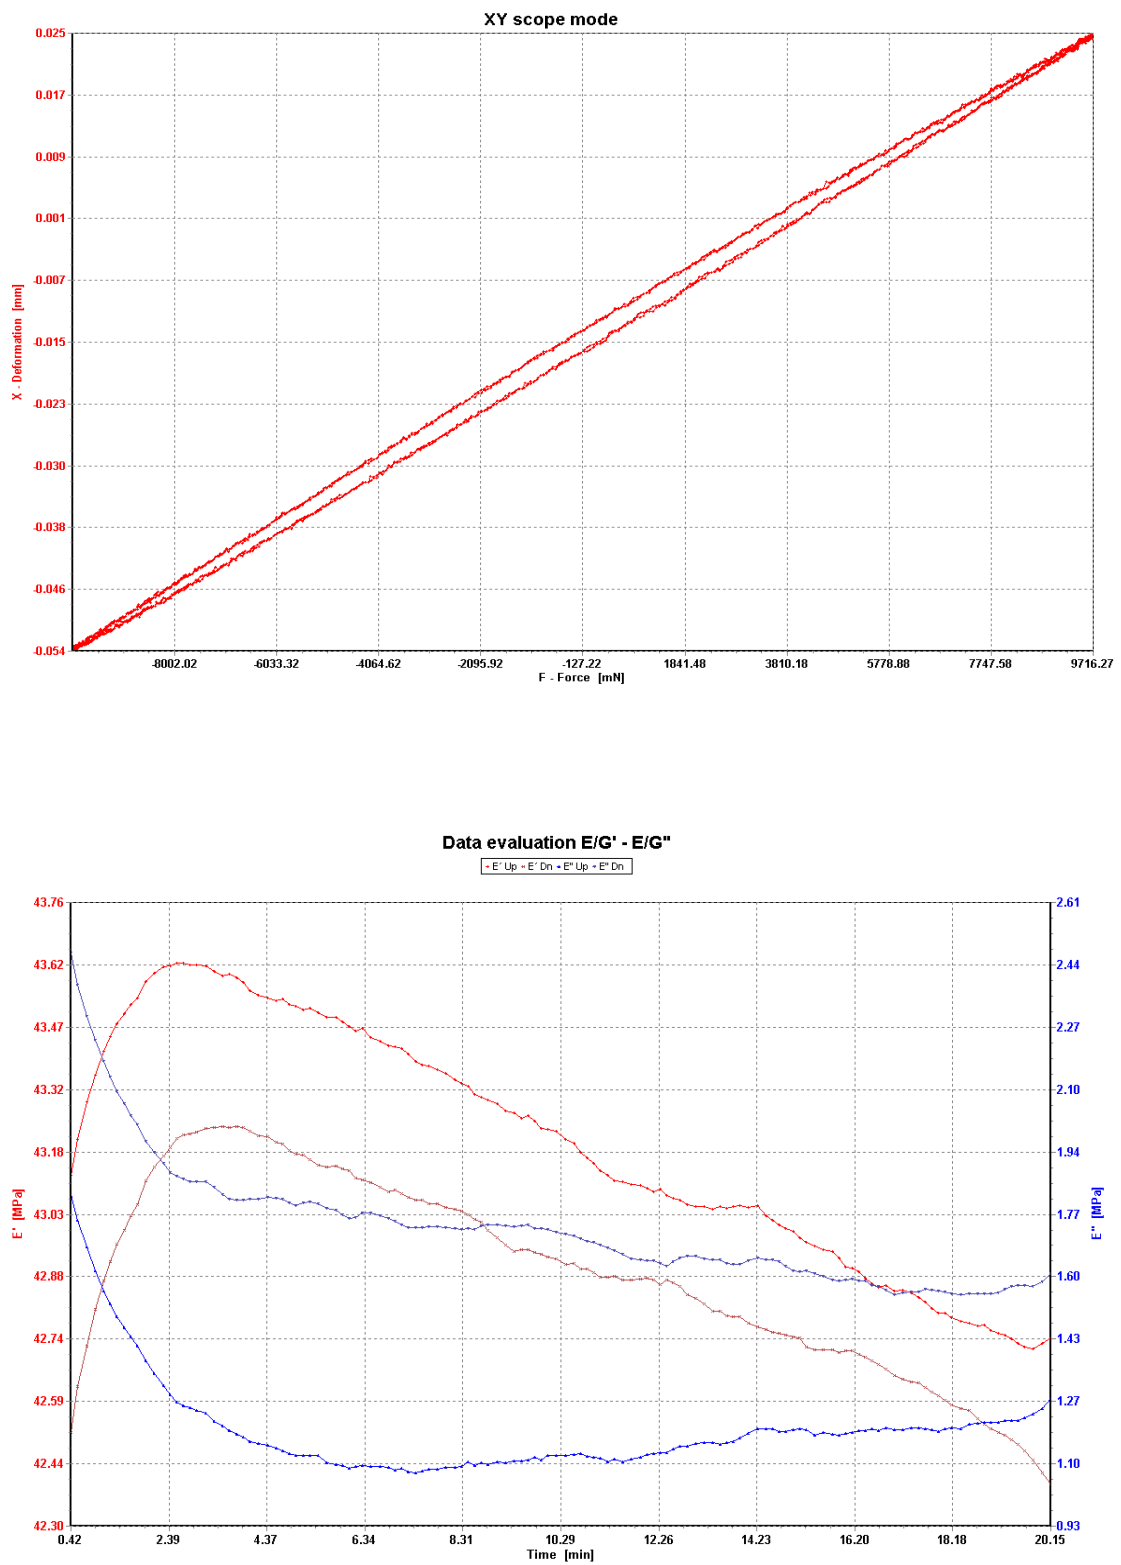 XY scope mode
0.025
0.017
0.009
0.001
-0.007
-0.015
-0.023
-0.030
-0.038
-0.046
-0.054
X - Deformation [mm]
-8002.02 -6033.32 -4064.62 -2095.92 -127.22 1841.48 3810.18 5778.88 7747.58 9716.27
F - Force [mN]
Data evaluation E/G' - E/G"
E' Up E' Dn E" Up E" Dn
43.76 2.61
43.62 2.44
43.47 2.27
43.32 2.10
43.18 1.94
43.03 1.77
42.88 1.60
42.74 1.43
42.59 1.27
42.44 1.10
42.30 0.93
E' [MPa]
E" [MPa]
0.42 2.39 4.37 6.34 8.31 10.29 12.26 14.23 16.20 18.18 20.15
Time [min]